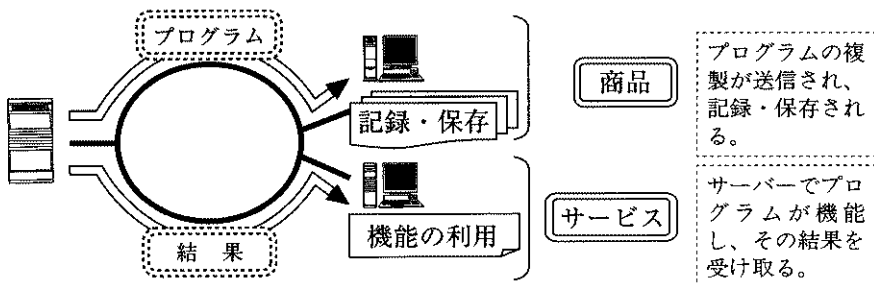 プログラム
記録・保存
商品
プログラムの複
製が送信され、
記録・保存され
る。
結 果
機能の利用
サービス
サーバーでプロ
グラムが機能
し、その結果を
受け取る。